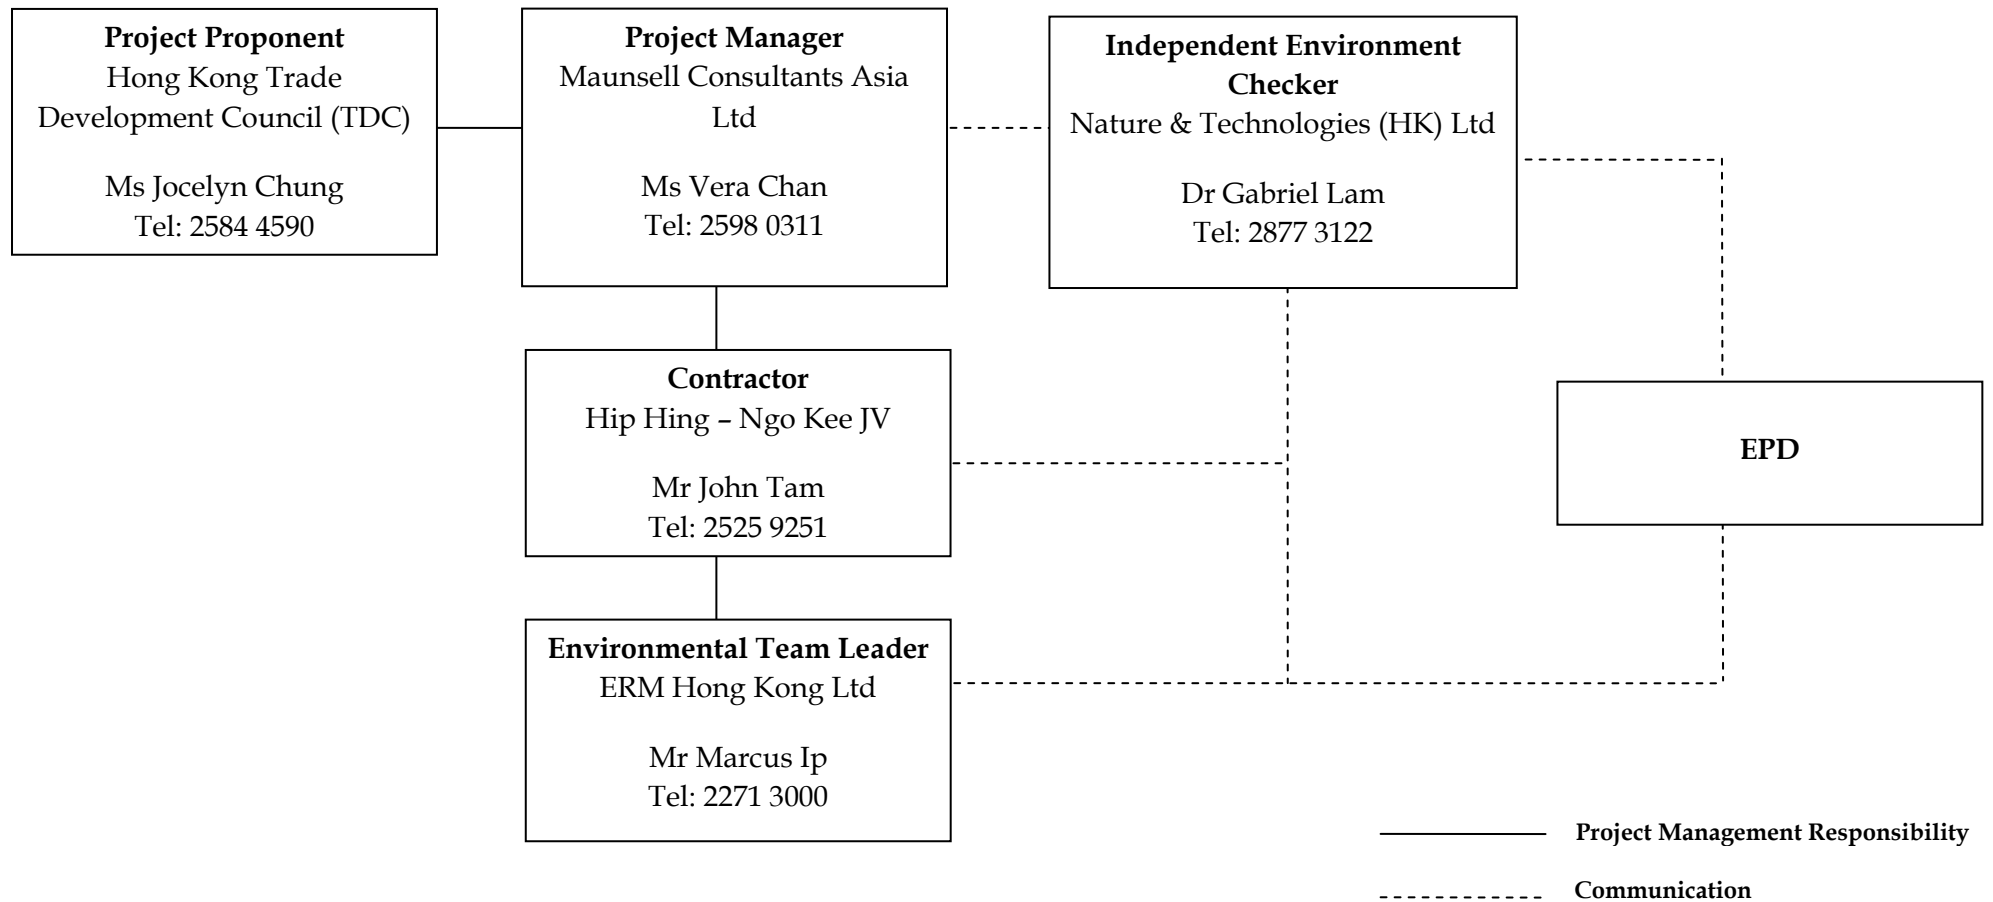 Project Proponent
Hong Kong Trade
Development Council (TDC)
Ms Jocelyn Chung
Tel: 2584 4590
Project Manager
Maunsell Consultants Asia
Ltd
Ms Vera Chan
Tel: 2598 0311
Independent Environment
Checker
Nature & Technologies (HK) Ltd
Dr Gabriel Lam
Tel: 2877 3122
Contractor
Hip Hing – Ngo Kee JV
Mr John Tam
Tel: 2525 9251
EPD
Environmental Team Leader
ERM Hong Kong Ltd
Mr Marcus Ip
Tel: 2271 3000
Project Management Responsibility
Communication